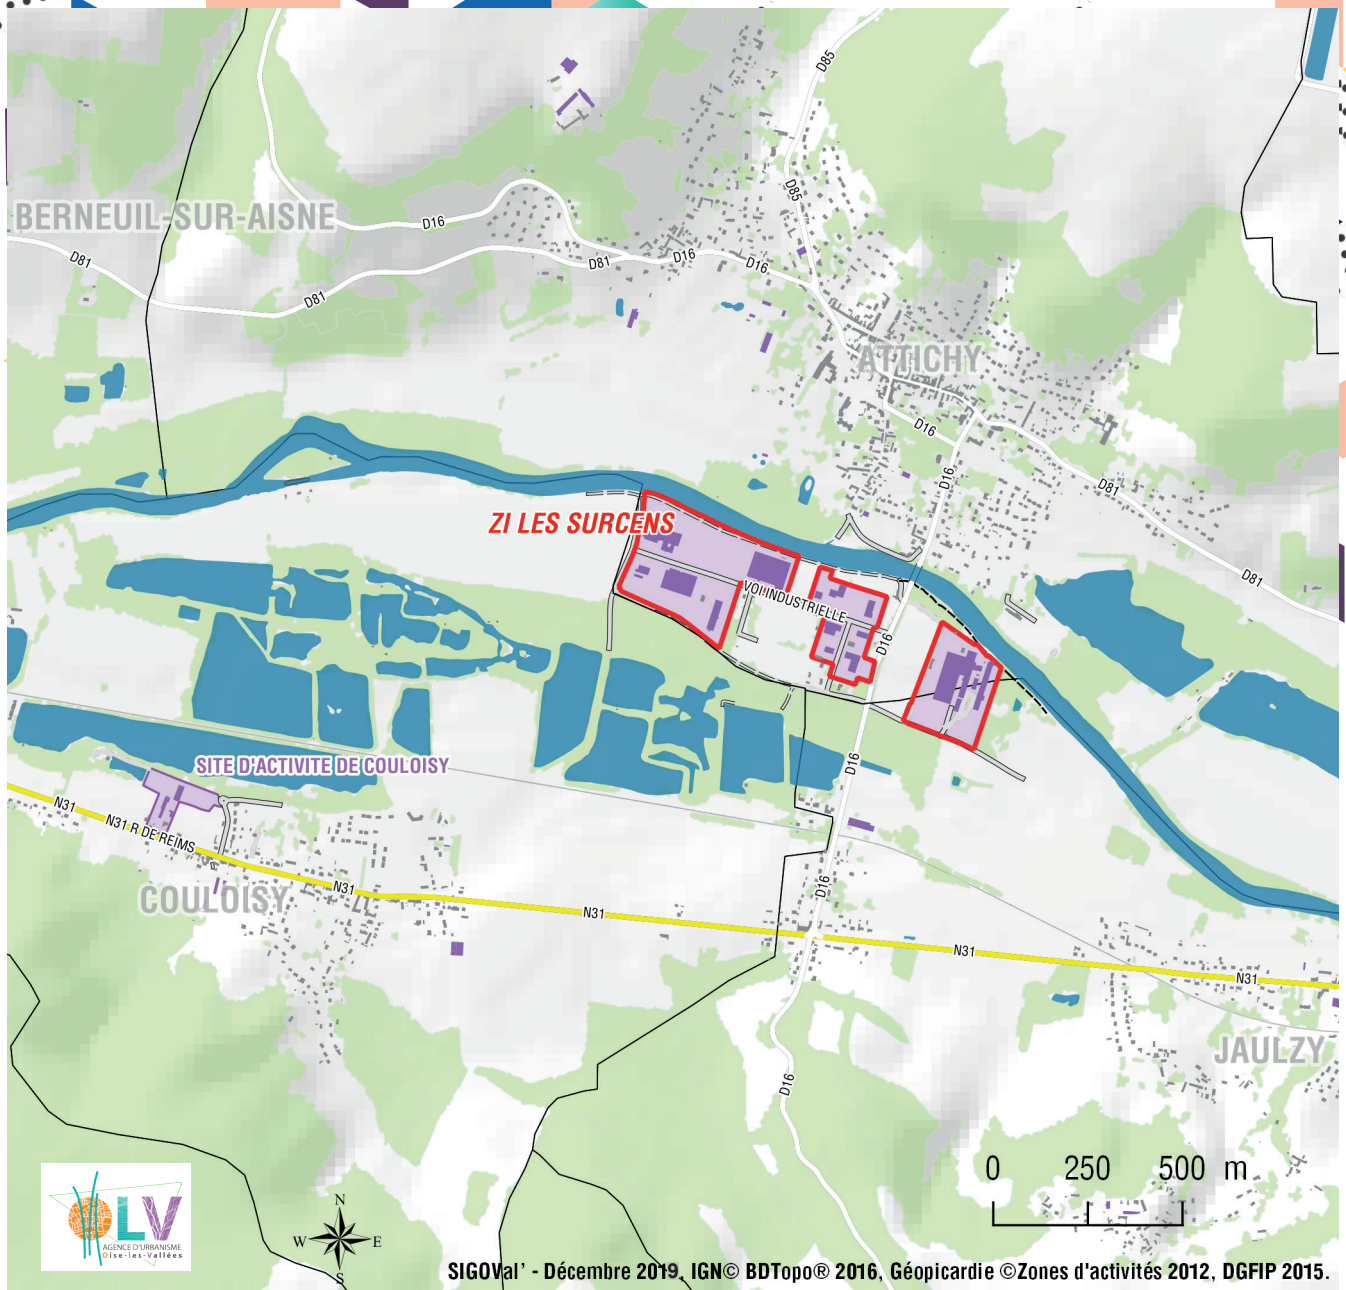 D85
D85
BERNEUIL-SUR-AISNE
D16
D81
D81
D81
D16
D16
ATTICHY
D16
D16
D81
D81
ZI LES SURCENS
VOI.INDUSTRIELLE
D16
D16
SITE D'ACTIVITE DE COULOISY
N31
N31 R DE REIMS
N31
COULOISY
D16
N31
N31
N31
JAULZY
D16
0 250 500 m
N
W E
S
OLV
AGENCE D'URBANISME
Oise-les-Vallées
SIGOVal' - Décembre 2019, IGN© BDTopo® 2016, Géopicardie ©Zones d'activités 2012, DGFIP 2015.